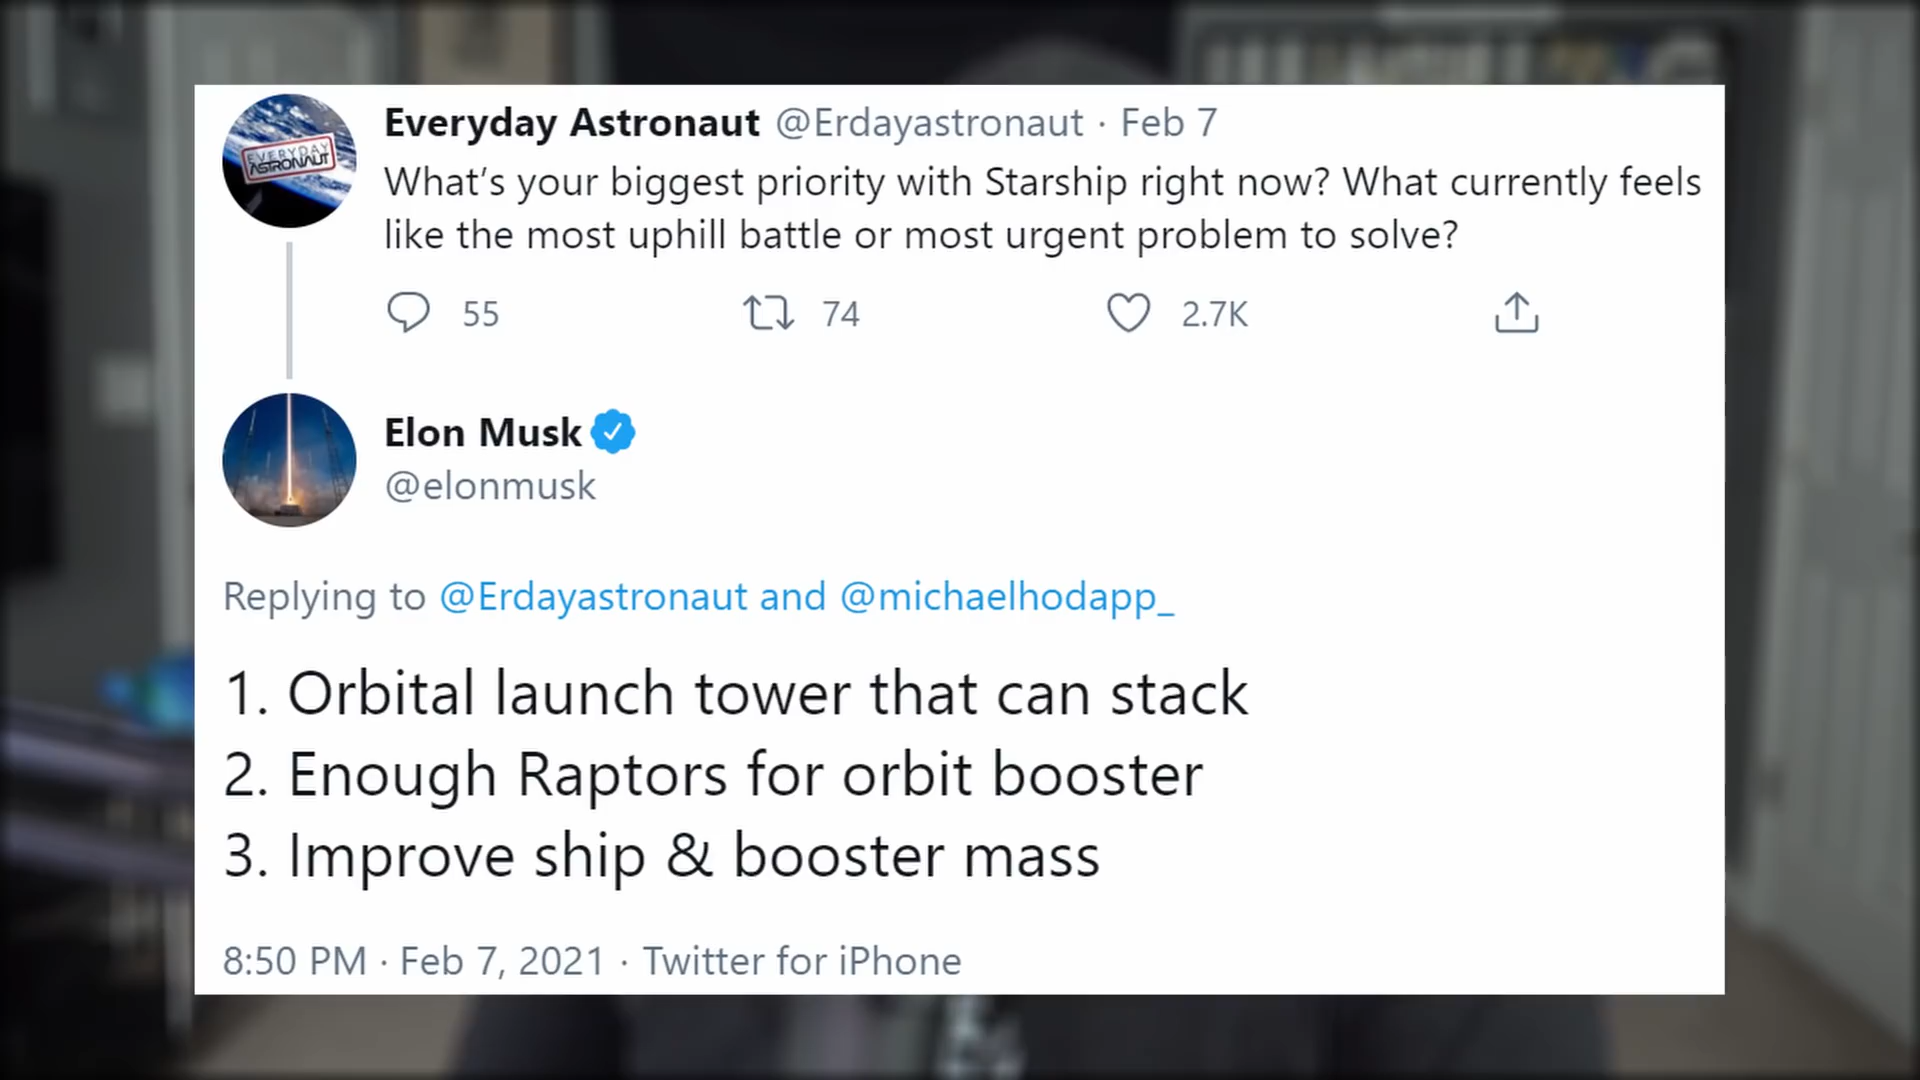 Everyday Astronaut @Erdayastronaut · Feb 7
EVERYDAY
ASTRONAUT
What's your biggest priority with Starship right now? What currently feels
like the most uphill battle or most urgent problem to solve?
55 74 2.7K
Elon Musk
@elonmusk
Replying to @Erdayastronaut and @michaelhodapp_
1. Orbital launch tower that can stack
2. Enough Raptors for orbit booster
3. Improve ship & booster mass
8:50 PM · Feb 7, 2021 · Twitter for iPhone